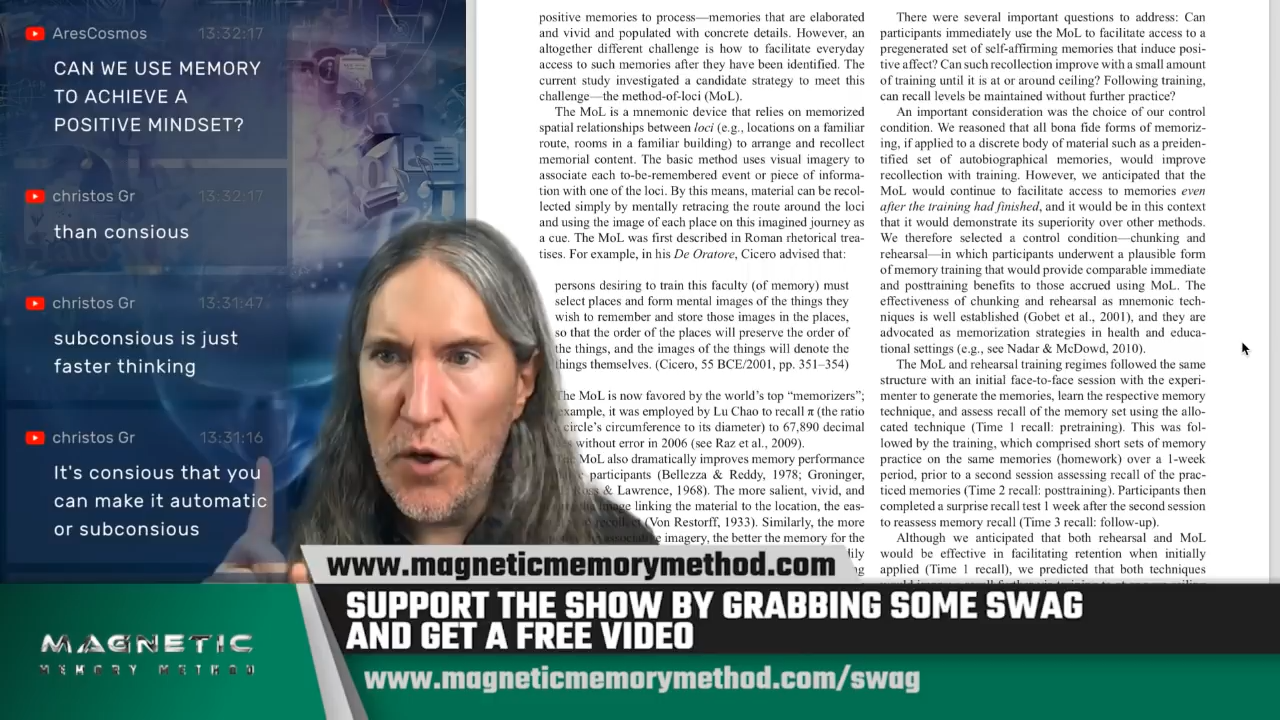 AresCosmos 13:32:17
CAN WE USE MEMORY
TO ACHIEVE A
POSITIVE MINDSET?
christos Gr 13:32:17
than consious
christos Gr 13:31:47
subconsious is just
faster thinking
christos Gr 13:31:16
It's consious that you
can make it automatic
or subconsious
positive memories to process—memories that are elaborated
and vivid and populated with concrete details. However, an
altogether different challenge is how to facilitate everyday
access to such memories after they have been identified. The
current study investigated a candidate strategy to meet this
challenge—the method-of-loci (MoL).
The MoL is a mnemonic device that relies on memorized
spatial relationships between loci (e.g., locations on a familiar
route, rooms in a familiar building) to arrange and recollect
memorial content. The basic method uses visual imagery to
associate each to-be-remembered event or piece of informa-
tion with one of the loci. By this means, material can be recol-
lected simply by mentally retracing the route around the loci
and using the image of each place on this imagined journey as
a cue. The MoL was first described in Roman rhetorical trea-
tises. For example, in his De Oratore, Cicero advised that:
persons desiring to train this faculty (of memory) must
select places and form mental images of the things they
wish to remember and store those images in the places,
so that the order of the places will preserve the order of
the things, and the images of the things will denote the
things themselves. (Cicero, 55 BCE/2001, pp. 351–354)
The MoL is now favored by the world's top “memorizers”;
example, it was employed by Lu Chao to recall π (the ratio
circle's circumference to its diameter) to 67,890 decimal
without error in 2006 (see Raz et al., 2009).
MoL also dramatically improves memory performance
participants (Bellezza & Reddy, 1978; Groninger,
Ross & Lawrence, 1968). The more salient, vivid, and
image linking the material to the location, the eas-
recollect (Von Restorff, 1933). Similarly, the more
associative imagery, the better the memory for the
There were several important questions to address: Can
participants immediately use the MoL to facilitate access to a
pregenerated set of self-affirming memories that induce posi-
tive affect? Can such recollection improve with a small amount
of training until it is at or around ceiling? Following training,
can recall levels be maintained without further practice?
An important consideration was the choice of our control
condition. We reasoned that all bona fide forms of memoriz-
ing, if applied to a discrete body of material such as a preiden-
tified set of autobiographical memories, would improve
recollection with training. However, we anticipated that the
MoL would continue to facilitate access to memories even
after the training had finished, and it would be in this context
that it would demonstrate its superiority over other methods.
We therefore selected a control condition—chunking and
rehearsal—in which participants underwent a plausible form
of memory training that would provide comparable immediate
and posttraining benefits to those accrued using MoL. The
effectiveness of chunking and rehearsal as mnemonic tech-
niques is well established (Gobet et al., 2001), and they are
advocated as memorization strategies in health and educa-
tional settings (e.g., see Nadar & McDowd, 2010).
The MoL and rehearsal training regimes followed the same
structure with an initial face-to-face session with the experi-
menter to generate the memories, learn the respective memory
technique, and assess recall of the memory set using the allo-
cated technique (Time 1 recall: pretraining). This was fol-
lowed by the training, which comprised short sets of memory
practice on the same memories (homework) over a 1-week
period, prior to a second session assessing recall of the prac-
ticed memories (Time 2 recall: posttraining). Participants then
completed a surprise recall test 1 week after the second session
to reassess memory recall (Time 3 recall: follow-up).
Although we anticipated that both rehearsal and MoL
would be effective in facilitating retention when initially
applied (Time 1 recall), we predicted that both techniques
www.magneticmemorymethod.com
SUPPORT THE SHOW BY GRABBING SOME SWAG
AND GET A FREE VIDEO
MAGNETIC
MEMORY METHOD
www.magneticmemorymethod.com/swag